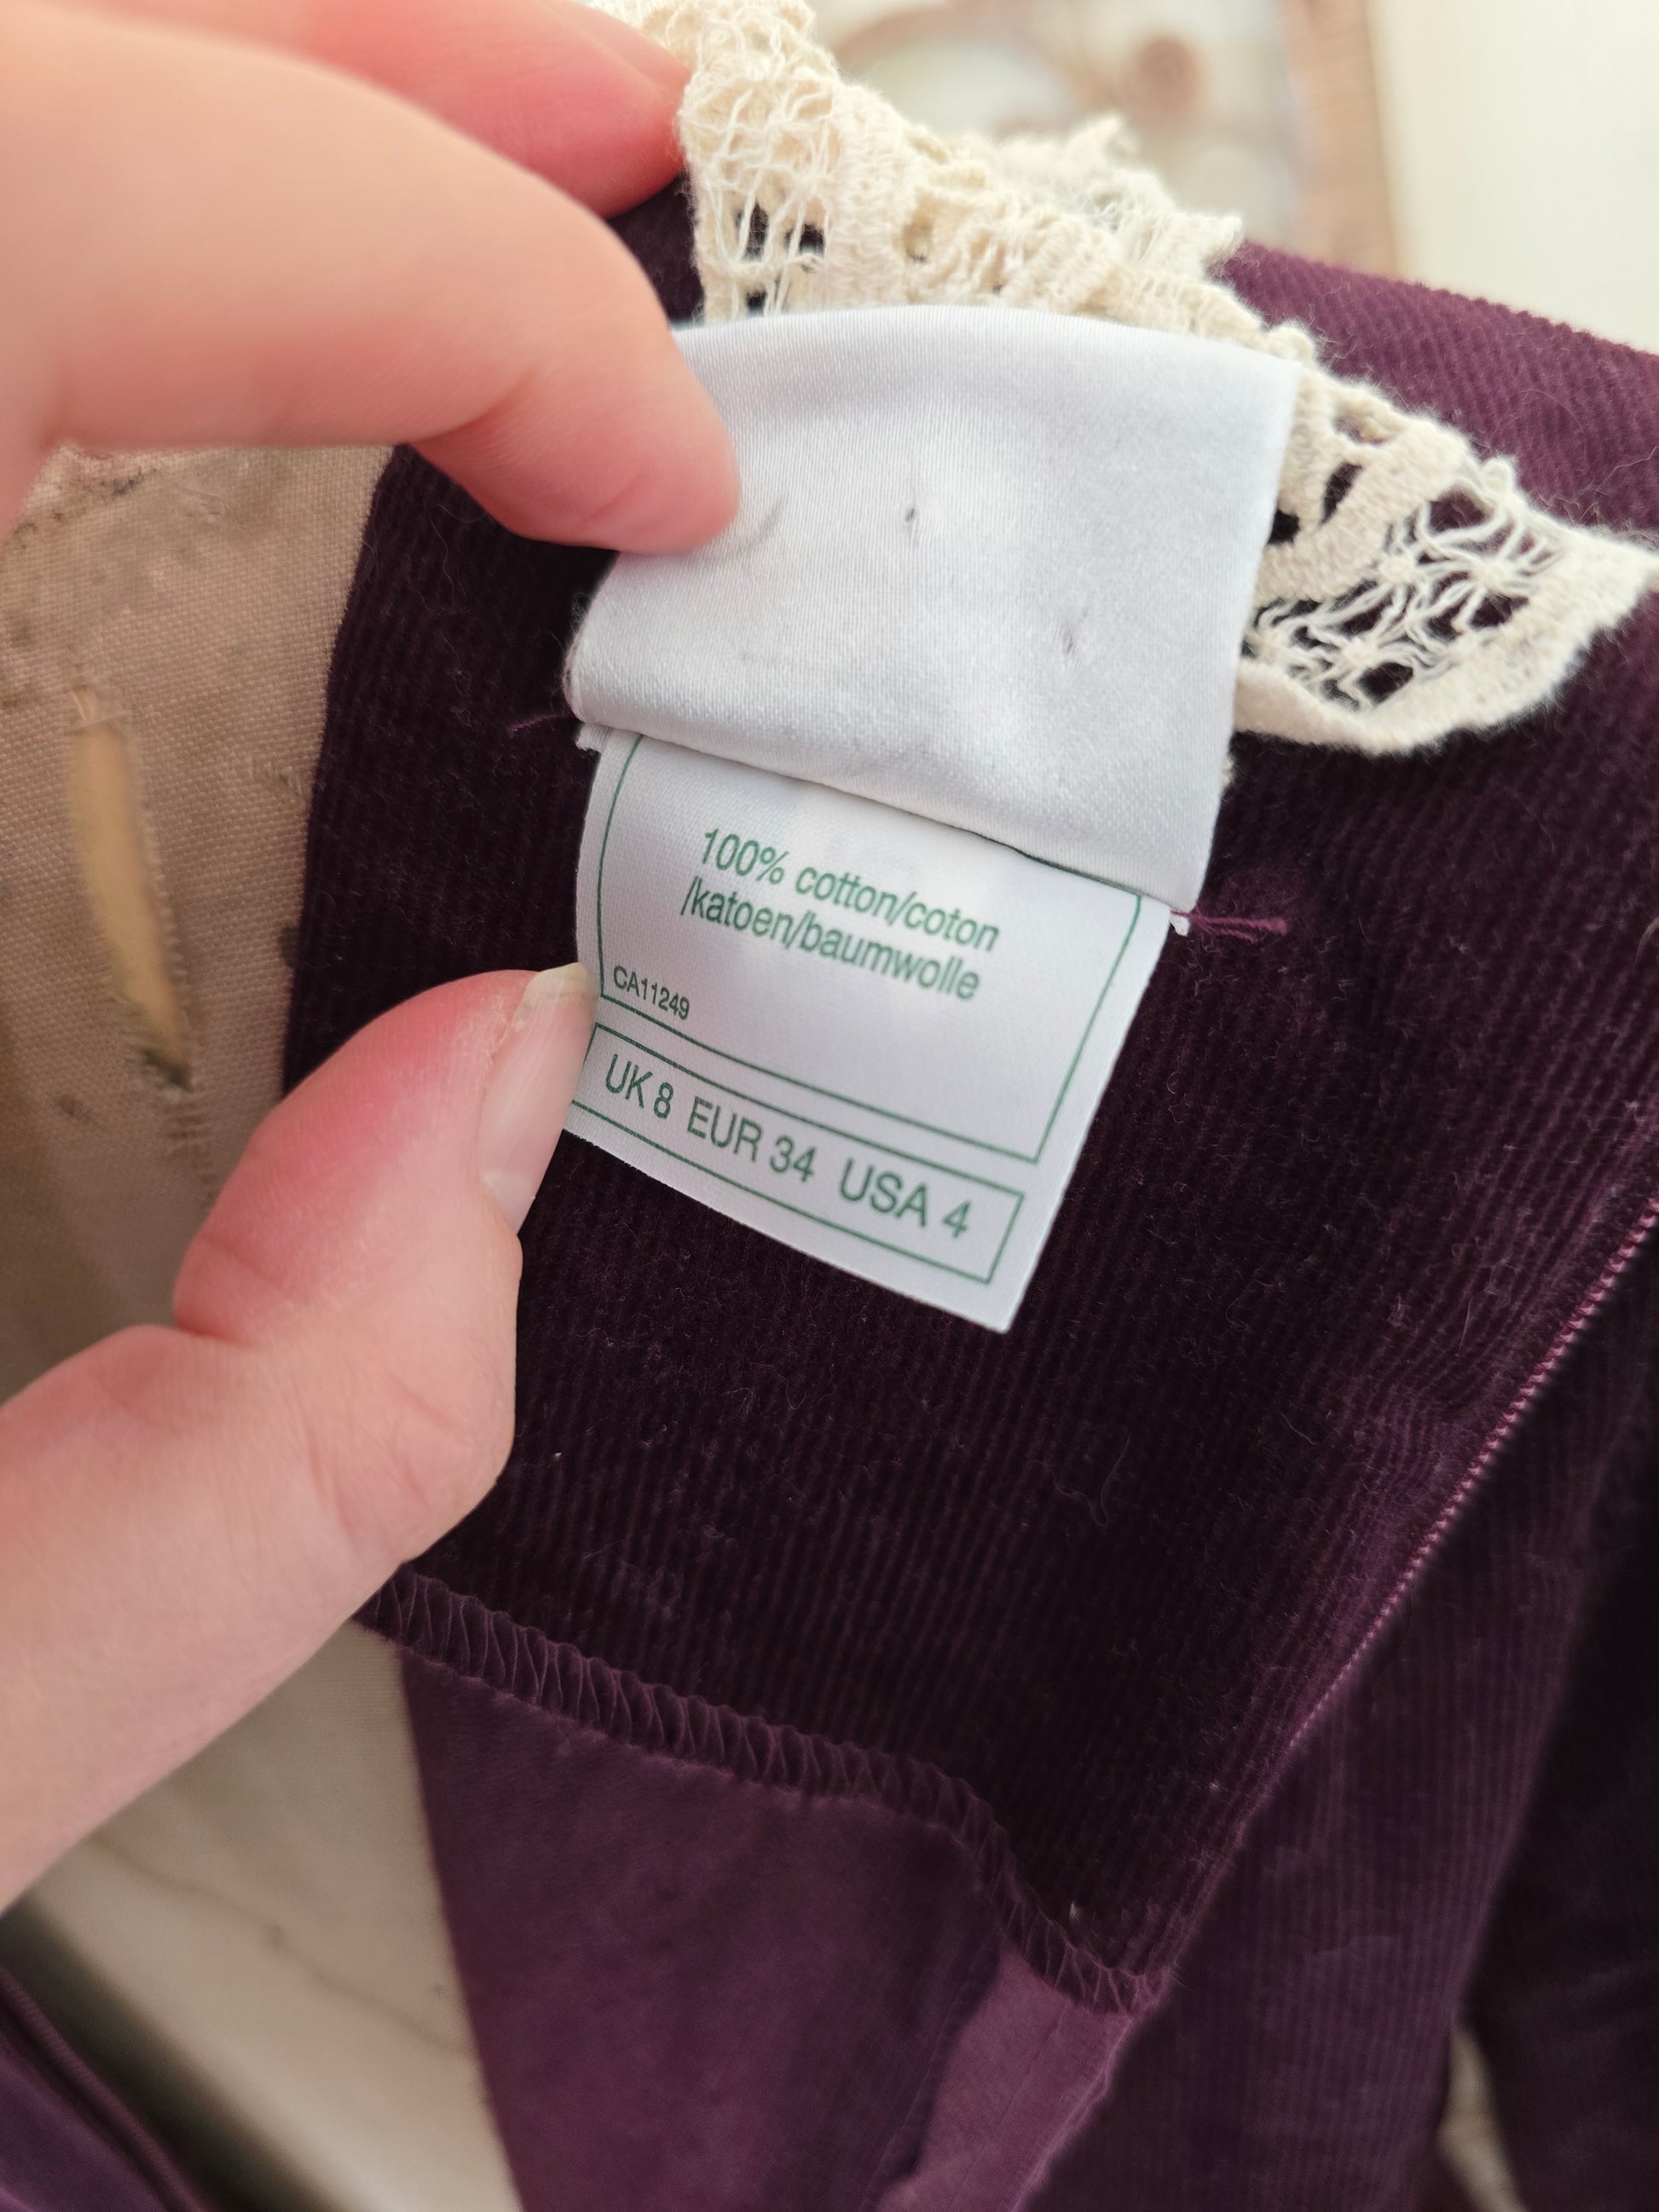 100% cotton/coton
/katoen/baumwolle
CA11249
UK 8 EUR 34 USA 4